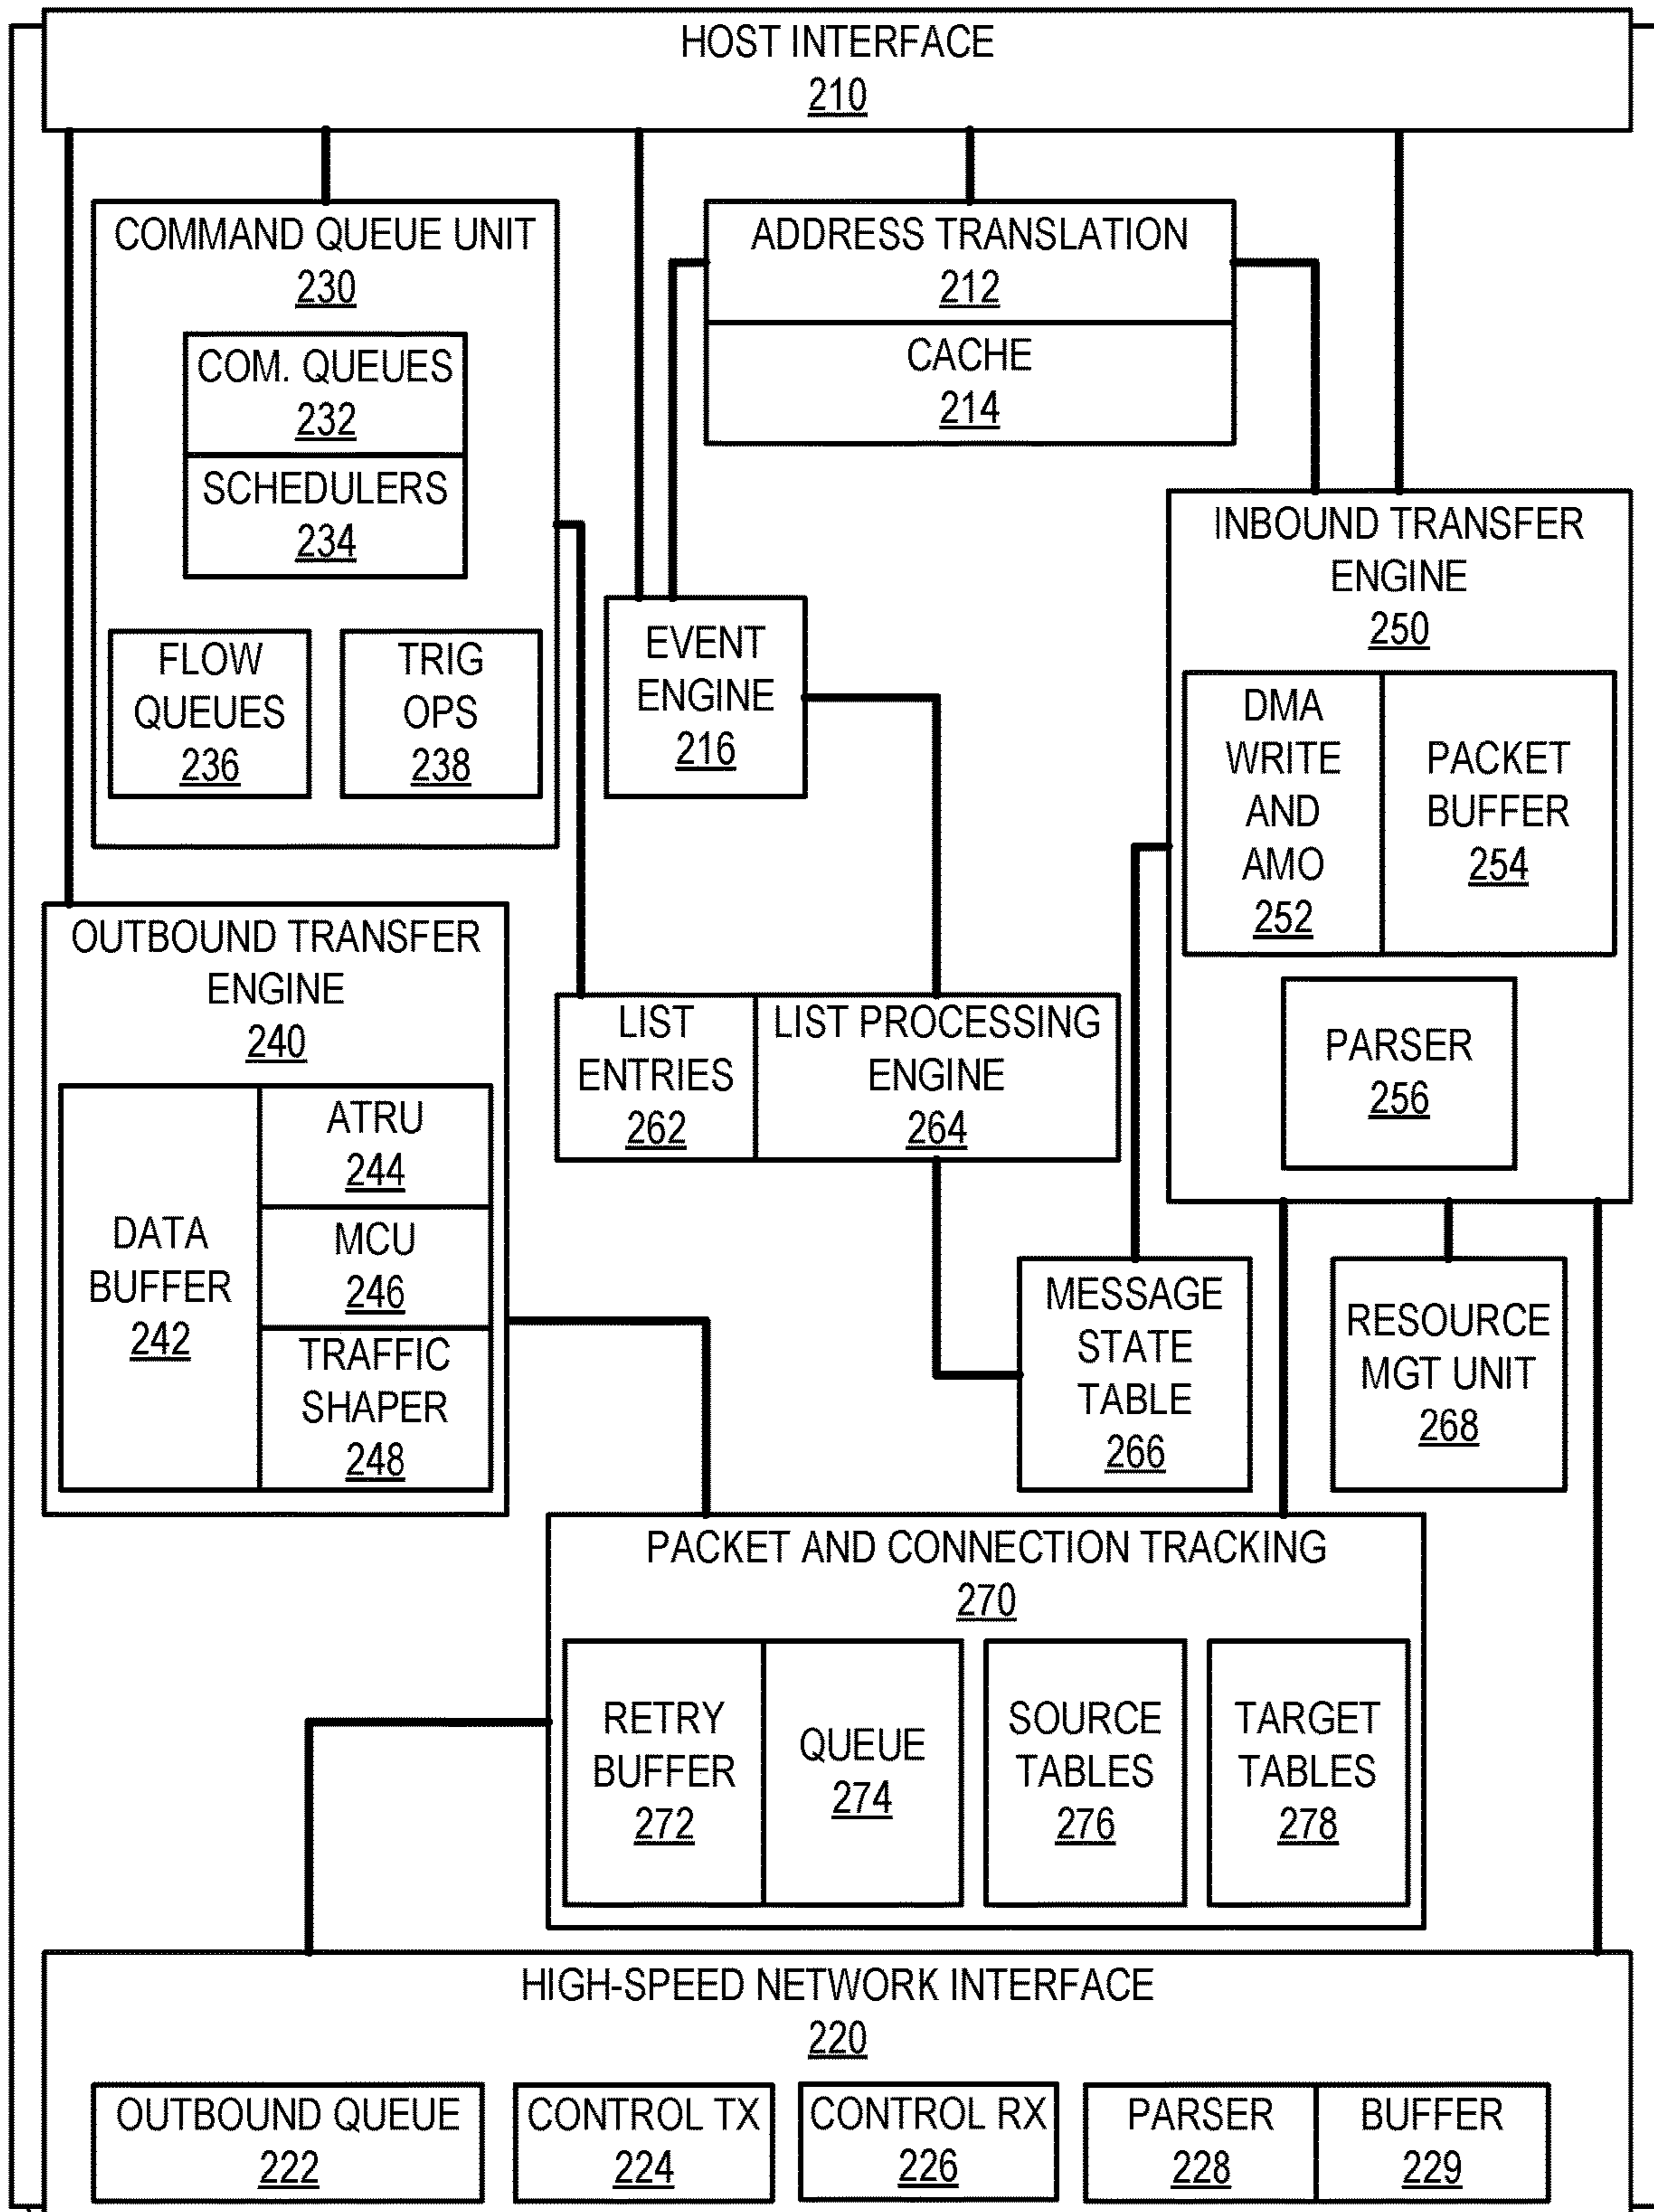 HOST INTERFACE
210
COMMAND QUEUE UNIT
230
COM. QUEUES
232
SCHEDULERS
234
FLOW
QUEUES
236
TRIG
OPS
238
ADDRESS TRANSLATION
212
CACHE
214
EVENT
ENGINE
216
INBOUND TRANSFER
ENGINE
250
DMA
WRITE
AND
AMO
252
PACKET
BUFFER
254
PARSER
256
OUTBOUND TRANSFER
ENGINE
240
DATA
BUFFER
242
ATRU
244
MCU
246
TRAFFIC
SHAPER
248
LIST
ENTRIES
262
LIST PROCESSING
ENGINE
264
MESSAGE
STATE
TABLE
266
RESOURCE
MGT UNIT
268
PACKET AND CONNECTION TRACKING
270
RETRY
BUFFER
272
QUEUE
274
SOURCE
TABLES
276
TARGET
TABLES
278
HIGH-SPEED NETWORK INTERFACE
220
OUTBOUND QUEUE
222
CONTROL TX
224
CONTROL RX
226
PARSER
228
BUFFER
229